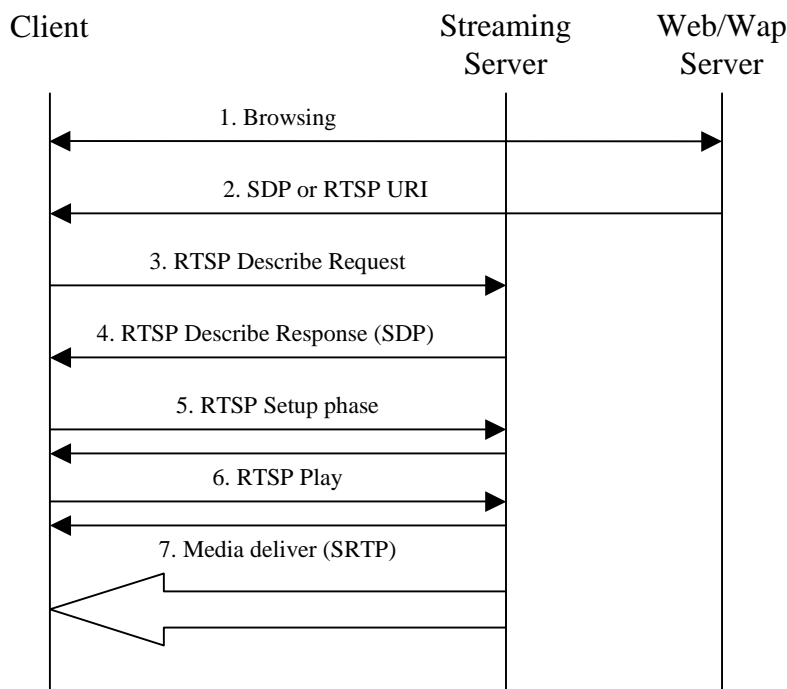 Client
Streaming
Server
Web/Wap
Server
1. Browsing
2. SDP or RTSP URI
3. RTSP Describe Request
4. RTSP Describe Response (SDP)
5. RTSP Setup phase
6. RTSP Play
7. Media deliver (SRTP)